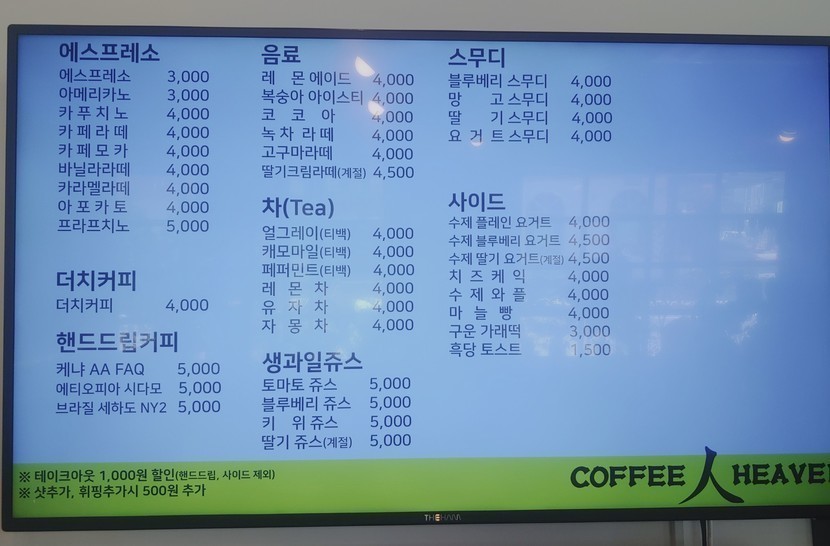 에스프레소
에스프레소 3,000
아메리카노 3,000
카 푸 치 노 4,000
카 페 라 떼 4,000
카 페 모 카 4,000
바닐라라떼 4,000
카라멜라떼 4,000
아 포 카 토 4,000
프라프치노 5,000
더치커피
더치커피 4,000
핸드드립커피
케냐 AA FAQ 5,000
에티오피아 시다모 5,000
브라질 세하도 NY2 5,000
음료
레 몬 에이드 4,000
복숭아 아이스티 4,000
코 코 아 4,000
녹 차 라 떼 4,000
고구마라떼 4,000
딸기크림라떼(계절) 4,500
차(Tea)
얼그레이(티백) 4,000
캐모마일(티백) 4,000
페퍼민트(티백) 4,000
레 몬 차 4,000
유 자 차 4,000
자 몽 차 4,000
생과일쥬스
토마토 쥬스 5,000
블루베리 쥬스 5,000
키 위 쥬스 5,000
딸기 쥬스(계절) 5,000
스무디
블루베리 스무디 4,000
망 고 스무디 4,000
딸 기 스무디 4,000
요 거 트 스무디 4,000
사이드
수제 플레인 요거트 4,000
수제 블루베리 요거트 4,500
수제 딸기 요거트(계절) 4,500
치 즈 케 익 4,000
수 제 와 플 4,000
마 늘 빵 4,000
구운 가래떡 3,000
흑당 토스트 1,500
※ 테이크아웃 1,000원 할인(핸드드립, 사이드 제외)
※ 샷추가, 휘핑추가시 500원 추가
COFFEE 人 HEAVEN